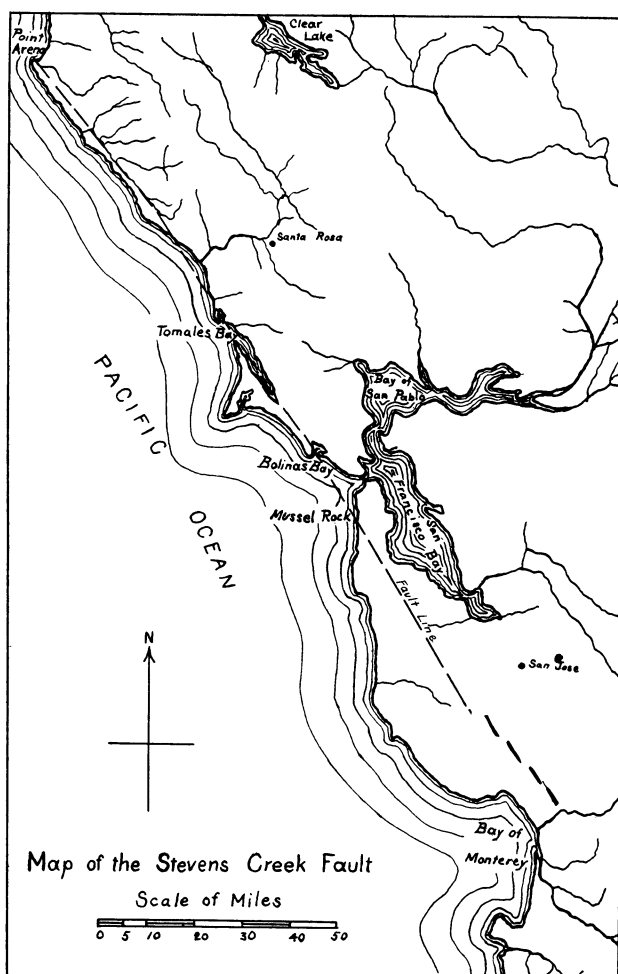 Point
Arena
Clear
Lake
Santa Rosa
Tomales Bay
Bay of
San Pablo
PACIFIC
OCEAN
Bolinas Bay
Mussel Rock
San
Francisco Bay
Fault Line
N
San Jose
Bay of
Monterey
Map of the Stevens Creek Fault
Scale of Miles
0 5 10 20 30 40 50